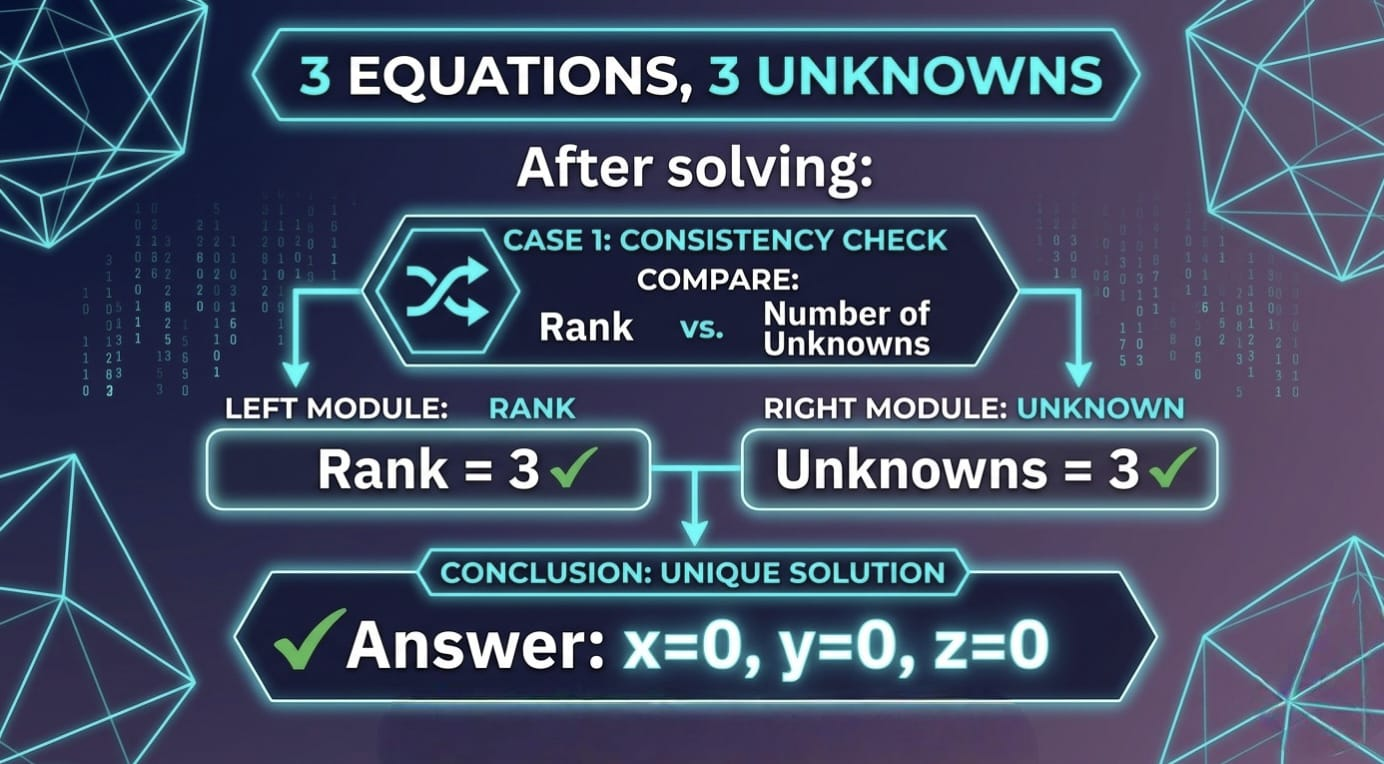 3 EQUATIONS, 3 UNKNOWNS
After solving:
CASE 1: CONSISTENCY CHECK
COMPARE:
Rank vs. Number of
Unknowns
LEFT MODULE: RANK
Rank = 3 ✓
RIGHT MODULE: UNKNOWN
Unknowns = 3 ✓
CONCLUSION: UNIQUE SOLUTION
✓ Answer: x=0, y=0, z=0